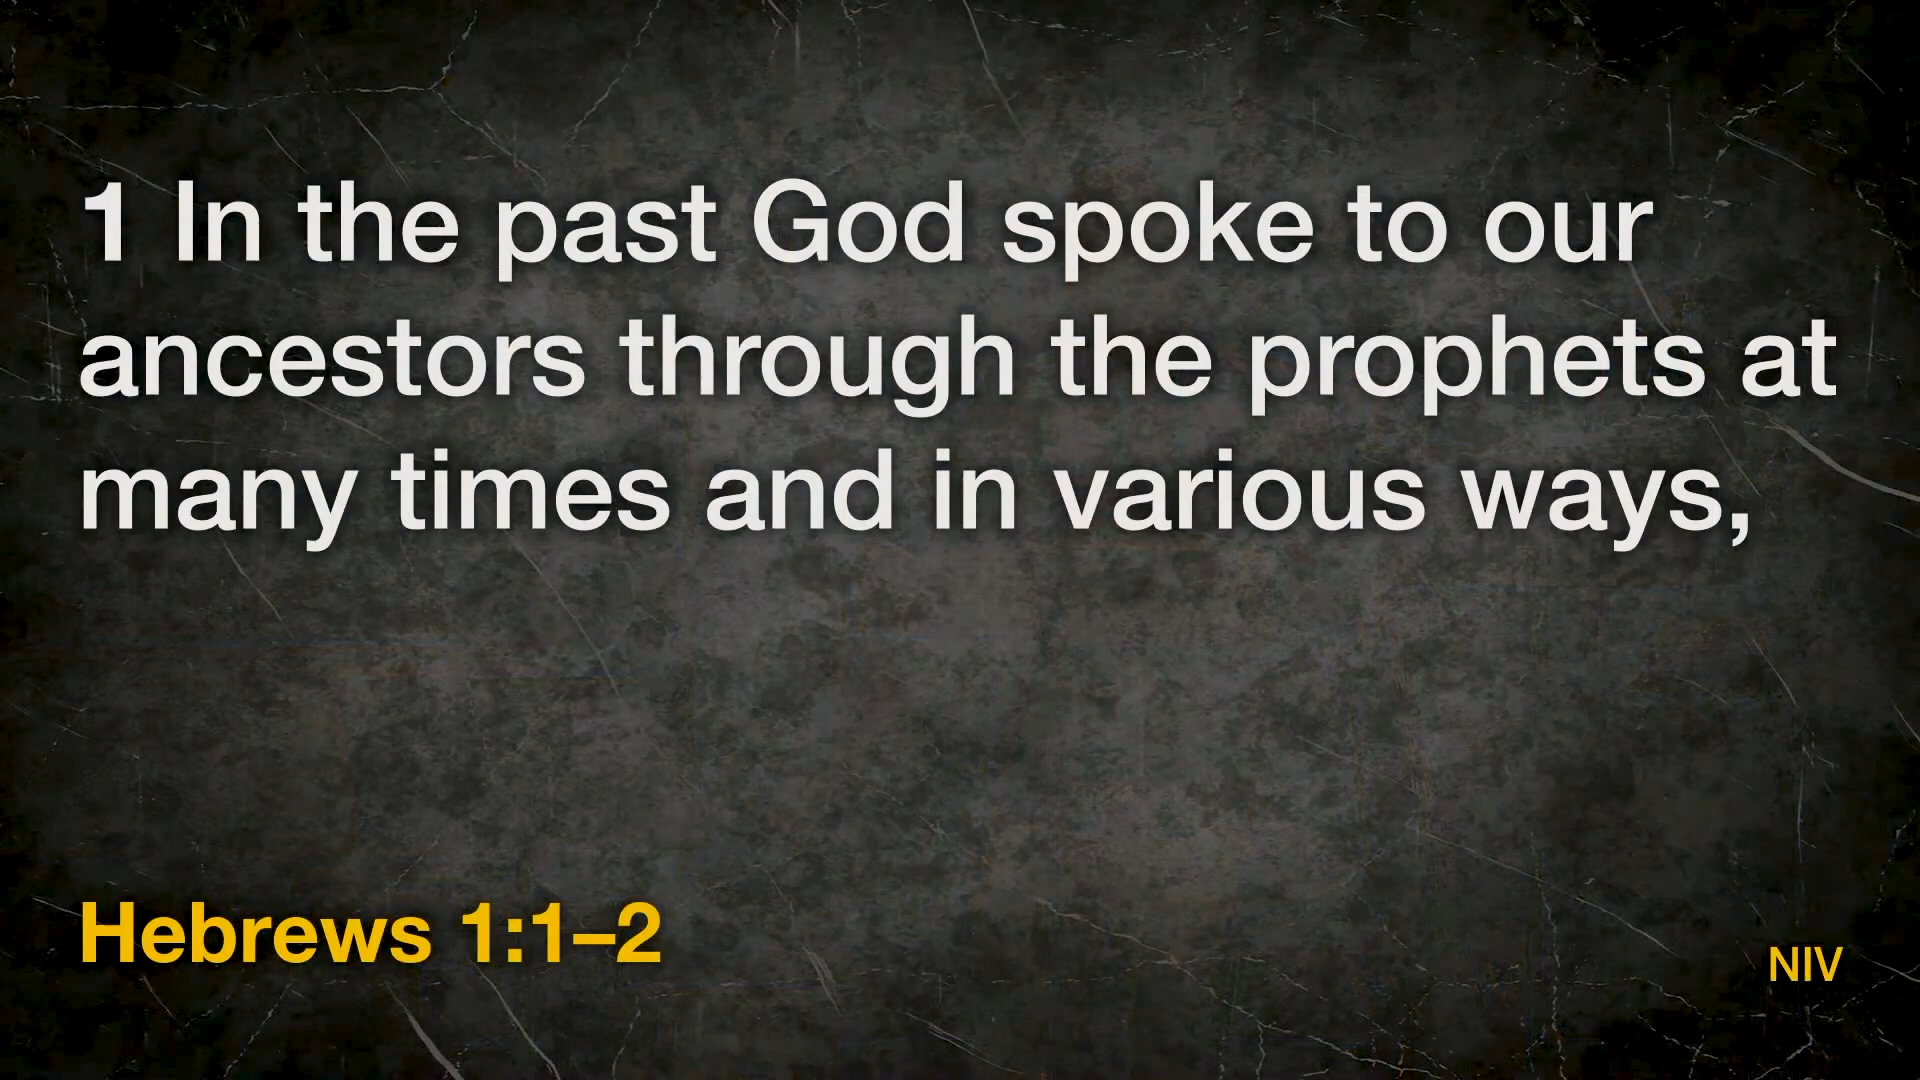 1 In the past God spoke to our
ancestors through the prophets at
many times and in various ways,
Hebrews 1:1–2
NIV